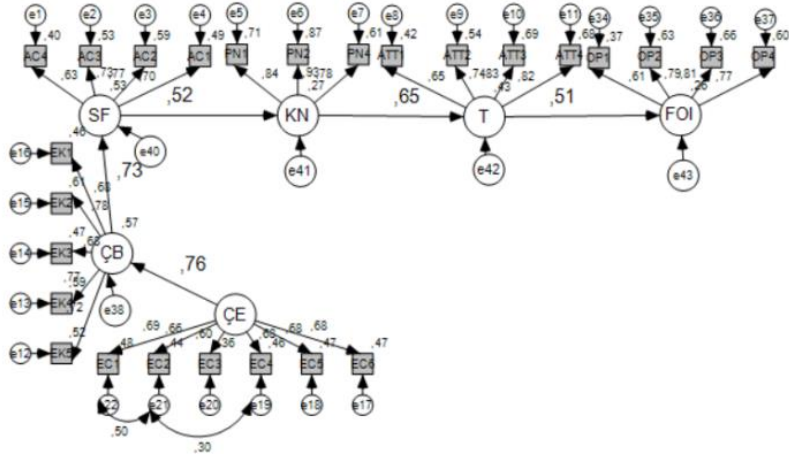 e1 e2 e3 e4 e5 e6 e7 e8 e9 e10 e11 e34 e35 e36 e37
,40 ,53 ,59 ,49 ,71 ,87 ,61 ,42 ,54 ,69 ,68 ,37 ,63 ,66 ,60
AC4 AC3 AC2 AC1 PN1 PN2 PN4 ATT1 ATT2 ATT3 ATT4 OP1 OP2 OP3 OP4
,63 ,73 ,77 ,70 ,84 ,93 ,78 ,65 ,74 ,83 ,82 ,61 ,79 ,81 ,77
,53 ,27 ,43 ,26
SF ,52 KN ,65 T ,51 FOI
e40 e41 e42 e43
,46
e16 EK1
,73
,61 ,68
e15 EK2 ,78
,57
,47 ,68
e14 EK3 ÇB
,77 ,59
e13 EK4 ,72
e38
,76
,52
e12 EK5
ÇE
,69 ,66 ,60 ,68 ,68 ,68
,48 ,44 ,36 ,46 ,47 ,47
EC1 EC2 EC3 EC4 EC5 EC6
e22 e21 e20 e19 e18 e17
,50 ,30